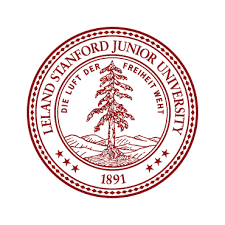 LELAND STANFORD JUNIOR UNIVERSITY
DIE LUFT DER FREIHEIT WEHT
1891